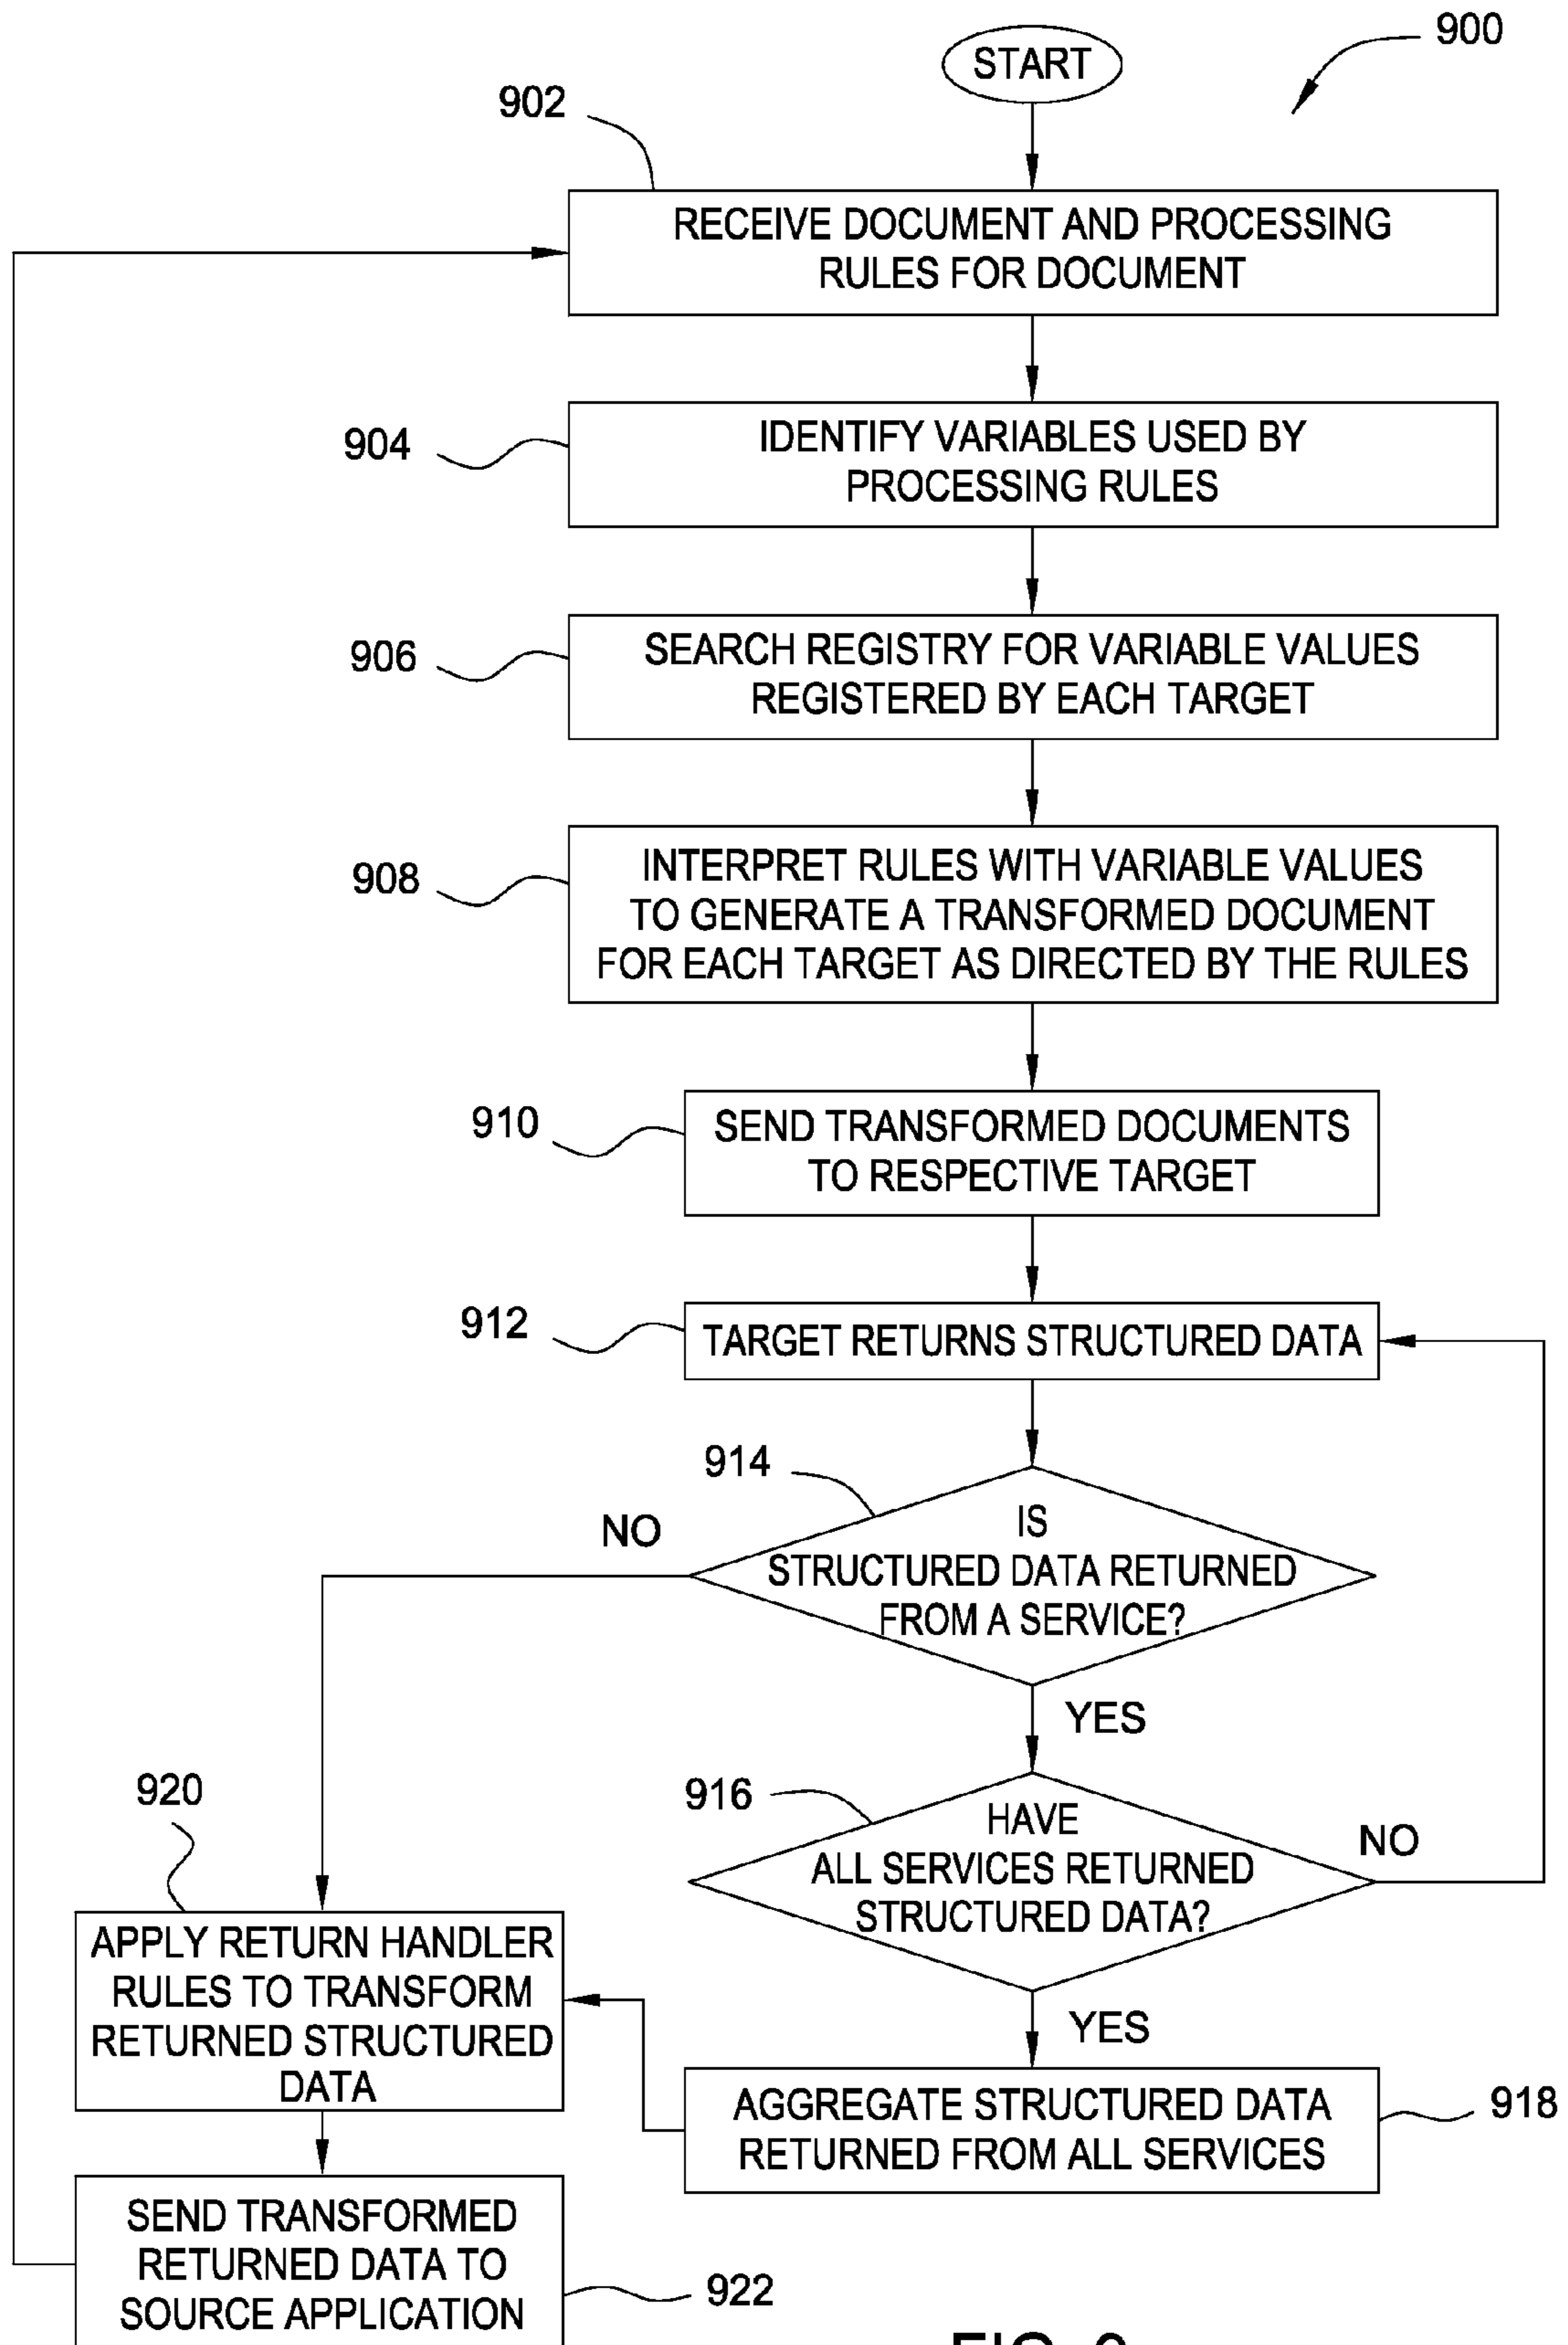 900
START
902
RECEIVE DOCUMENT AND PROCESSING
RULES FOR DOCUMENT
904
IDENTIFY VARIABLES USED BY
PROCESSING RULES
906
SEARCH REGISTRY FOR VARIABLE VALUES
REGISTERED BY EACH TARGET
908
INTERPRET RULES WITH VARIABLE VALUES
TO GENERATE A TRANSFORMED DOCUMENT
FOR EACH TARGET AS DIRECTED BY THE RULES
910
SEND TRANSFORMED DOCUMENTS
TO RESPECTIVE TARGET
912
TARGET RETURNS STRUCTURED DATA
914
NO
IS
STRUCTURED DATA RETURNED
FROM A SERVICE?
YES
916
HAVE
ALL SERVICES RETURNED
STRUCTURED DATA?
NO
YES
920
APPLY RETURN HANDLER
RULES TO TRANSFORM
RETURNED STRUCTURED
DATA
AGGREGATE STRUCTURED DATA
RETURNED FROM ALL SERVICES
918
SEND TRANSFORMED
RETURNED DATA TO
SOURCE APPLICATION
922